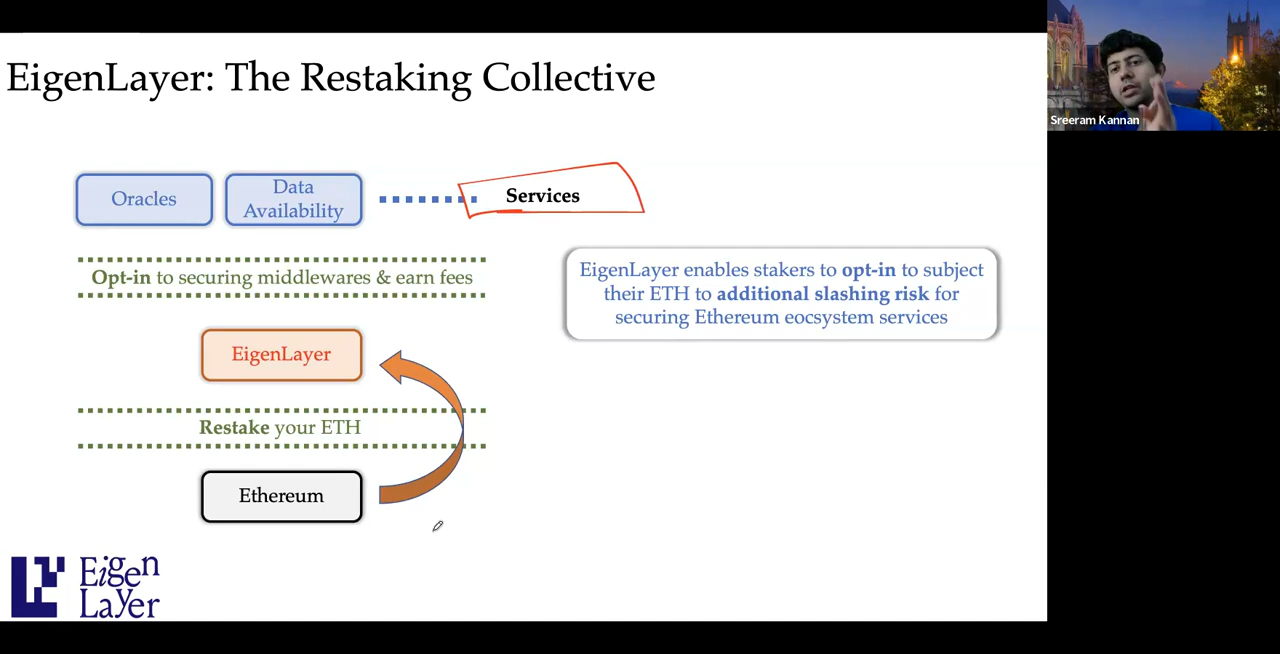 EigenLayer: The Restaking Collective
Sreeram Kannan
Oracles
Data
Availability
Services
Opt-in to securing middlewares & earn fees
EigenLayer enables stakers to opt-in to subject
their ETH to additional slashing risk for
securing Ethereum eocsystem services
EigenLayer
Restake your ETH
Ethereum
Eigen
Layer